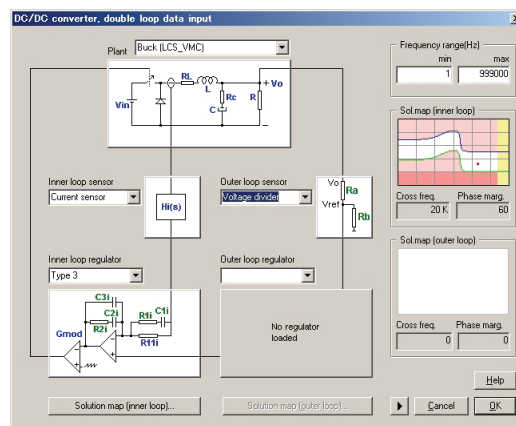 DC/DC converter, double loop data input
Plant
Buck (LCS_VMC)
RL
L
+ Vo
Vin
Rc
R
C
Inner loop sensor
Current sensor
Hi(s)
Outer loop sensor
Voltage divider
Vo
Ra
Vref
Rb
Inner loop regulator
Type 3
C3i
C2i
R2i
R1i
C1i
R11i
Gmod
Outer loop regulator
No regulator
loaded
Solution map (inner loop)...
Solution map (outer loop)...
Frequency range(Hz)
min
max
1
999000
Sol.map (inner loop)
Cross freq.
Phase marg.
20 K
60
Sol.map (outer loop)
Cross freq.
Phase marg.
0
0
Help
Cancel
OK